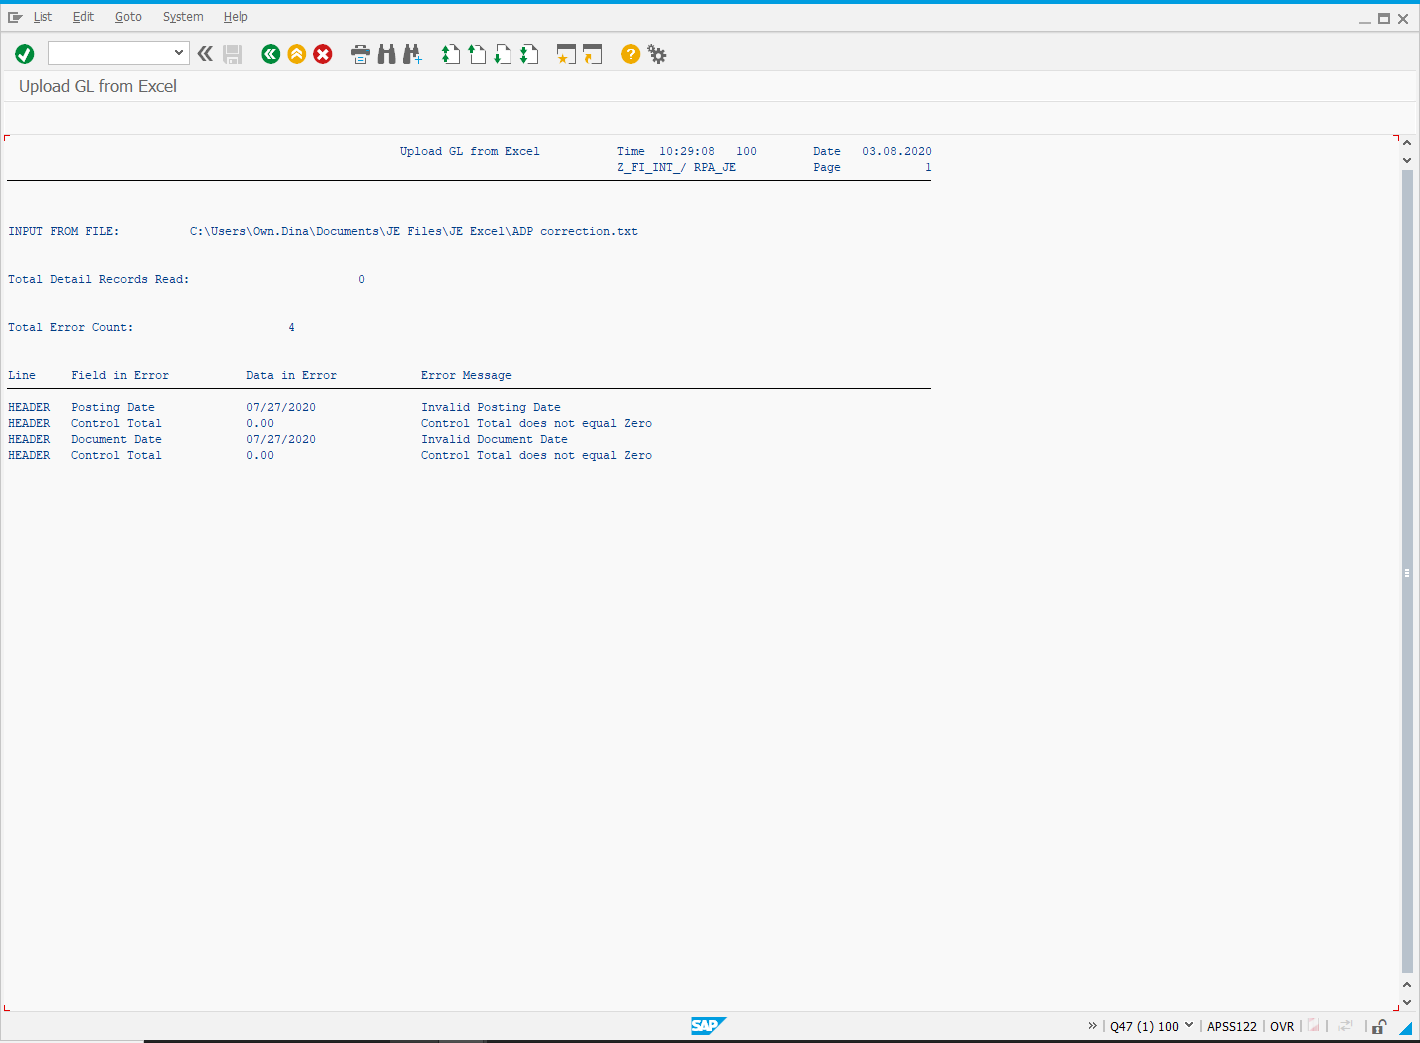 List Edit Goto System Help
Upload GL from Excel
Upload GL from Excel Time 10:29:08 100 Date 03.08.2020
Z_FI_INT_/ RPA_JE Page 1
INPUT FROM FILE: C:\Users\Own.Dina\Documents\JE Files\JE Excel\ADP correction.txt
Total Detail Records Read: 0
Total Error Count: 4
Line Field in Error Data in Error Error Message
HEADER Posting Date 07/27/2020 Invalid Posting Date
HEADER Control Total 0.00 Control Total does not equal Zero
HEADER Document Date 07/27/2020 Invalid Document Date
HEADER Control Total 0.00 Control Total does not equal Zero
SAP » Q47 (1) 100 APSS122 OVR